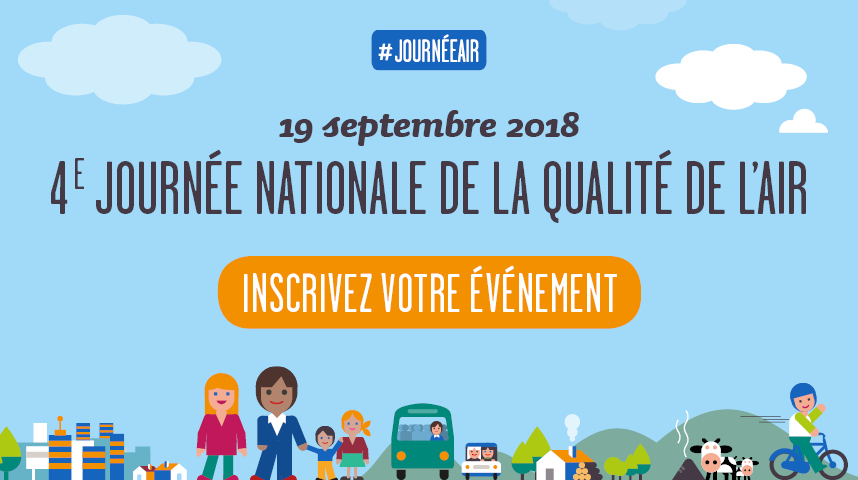 #JOURNÉEAIR
19 septembre 2018
4E JOURNÉE NATIONALE DE LA QUALITÉ DE L'AIR
INSCRIVEZ VOTRE ÉVÉNEMENT